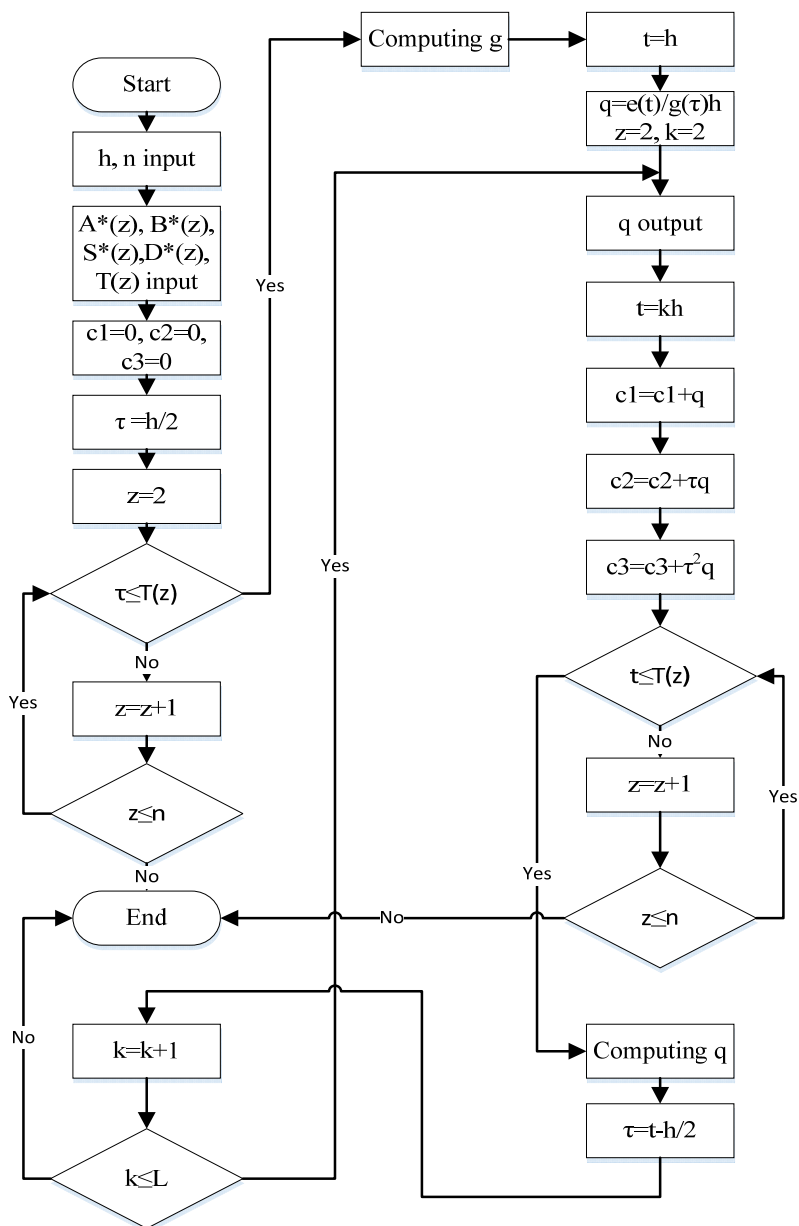 Start
h, n input
A*(z), B*(z),
S*(z),D*(z),
T(z) input
c1=0, c2=0,
c3=0
τ =h/2
z=2
τ≤T(z)
No
Yes
z=z+1
z≤n
No
End
Yes
Computing g
t=h
q=e(t)/g(τ)h
z=2, k=2
q output
t=kh
c1=c1+q
c2=c2+τq
c3=c3+τ²q
t≤T(z)
No
z=z+1
Yes
z≤n
No
Yes
Computing q
τ=t-h/2
k=k+1
k≤L
No
Yes